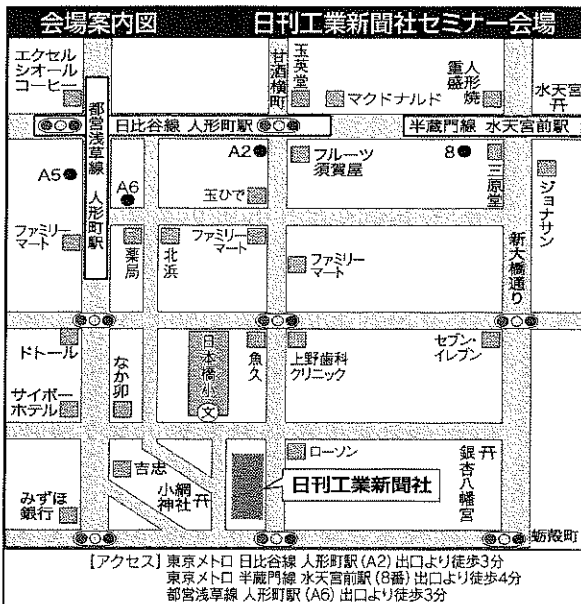 会場案内図　日刊工業新聞社セミナー会場
エクセル
シオール
コーヒー
都営浅草線 人形町駅
日比谷線 人形町駅
甘酒横町
玉英堂
マクドナルド
重盛
人形焼
水天宮
半蔵門線 水天宮前駅
A5
A6
A2
玉ひで
フルーツ
須賀屋
8
三原堂
ジョナサン
ファミリー
マート
薬局
北浜
ファミリー
マート
ファミリー
マート
新大橋通り
ドトール
なか卯
日本橋小
文
魚久
上野歯科
クリニック
セブン・
イレブン
サイボー
ホテル
吉忠
小網
神社
ローソン
日刊工業新聞社
銀杏八幡宮
みずほ
銀行
蛎殻町
【アクセス】東京メトロ 日比谷線 人形町駅(A2)出口より徒歩3分
東京メトロ 半蔵門線 水天宮前駅(8番)出口より徒歩4分
都営浅草線 人形町駅(A6)出口より徒歩3分